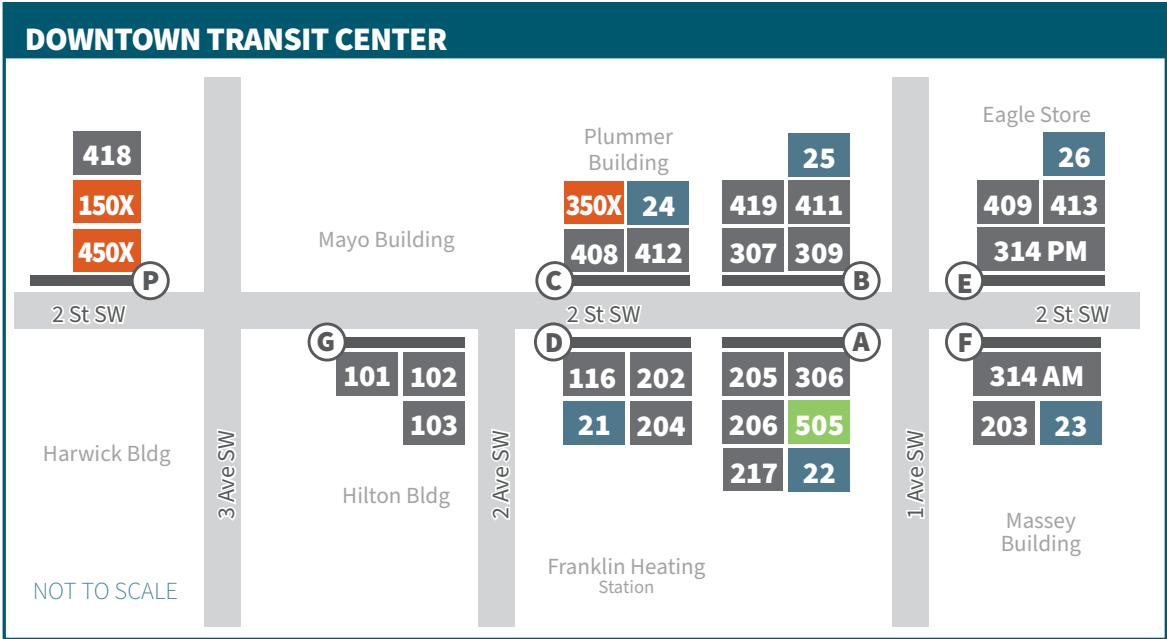 DOWNTOWN TRANSIT CENTER
418
150X
450X
P
Mayo Building
Plummer
Building
350X 24
408 412
C
25
419 411
307 309
B
Eagle Store
26
409 413
314 PM
E
2 St SW
2 St SW
2 St SW
G
101 102
103
D
116 202
21 204
A
205 306
206 505
217 22
F
314 AM
203 23
Harwick Bldg
3 Ave SW
Hilton Bldg
2 Ave SW
Franklin Heating
Station
1 Ave SW
Massey
Building
NOT TO SCALE